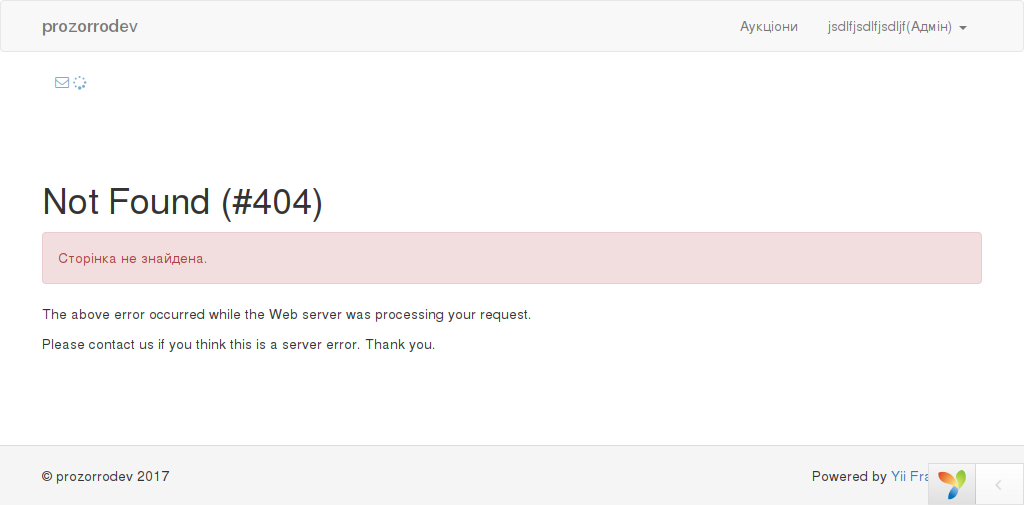 prozorrodev
Аукціони
jsdlfjsdlfjsdljf(Адмін)
Not Found (#404)
Сторінка не знайдена.
The above error occurred while the Web server was processing your request.
Please contact us if you think this is a server error. Thank you.
© prozorrodev 2017
Powered by Yii